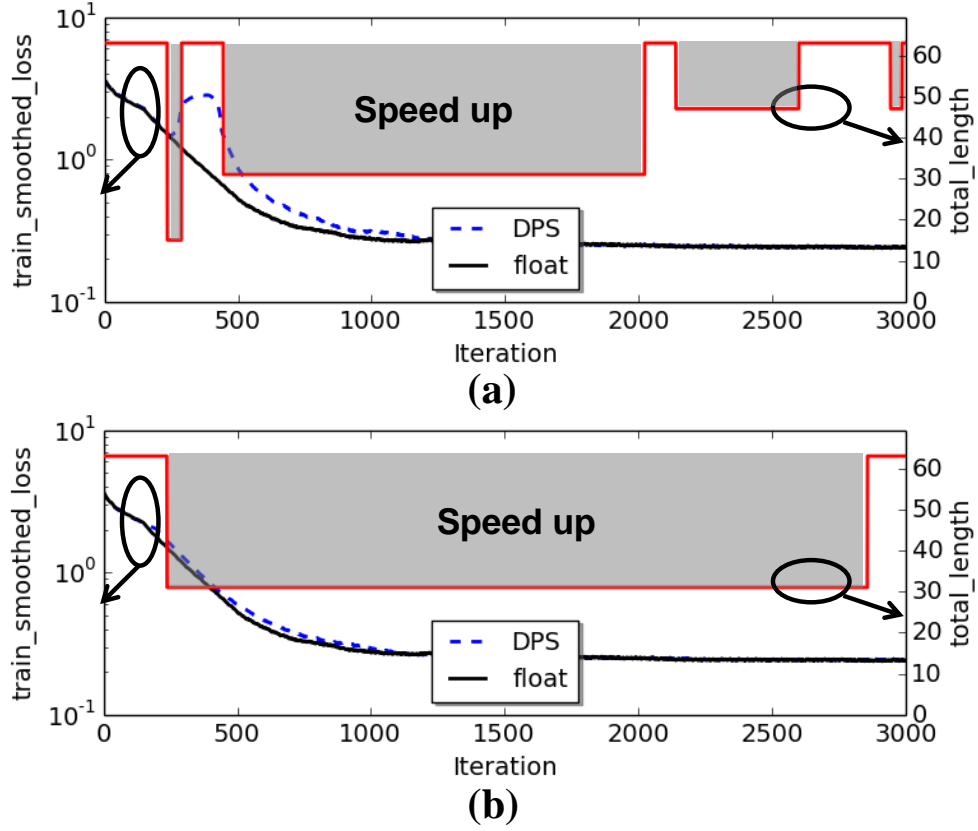 10^1
10^0
10^-1
train_smoothed_loss
Speed up
60
50
40
30
20
10
0
total_length
DPS
float
0 500 1000 1500 2000 2500 3000
Iteration
(a)
10^1
10^0
10^-1
train_smoothed_loss
Speed up
60
50
40
30
20
10
0
total_length
DPS
float
0 500 1000 1500 2000 2500 3000
Iteration
(b)